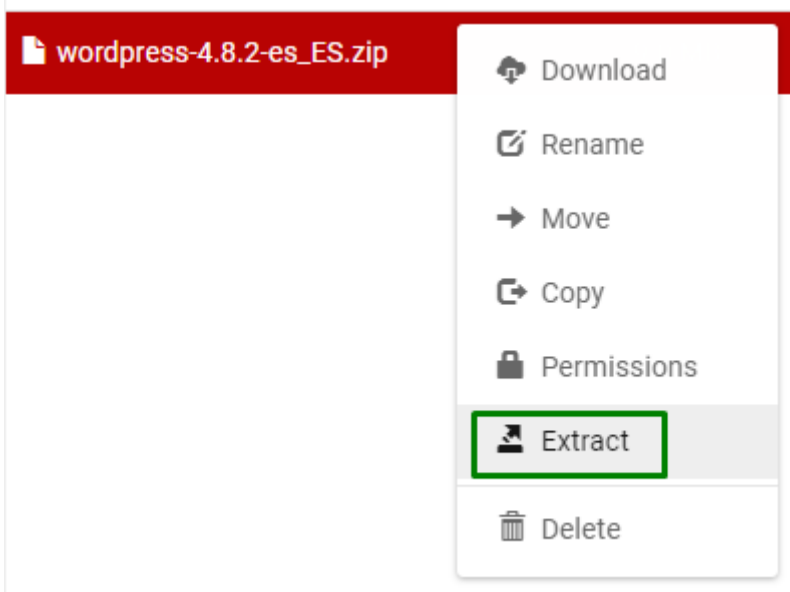 wordpress-4.8.2-es_ES.zip
Download
Rename
Move
Copy
Permissions
Extract
Delete